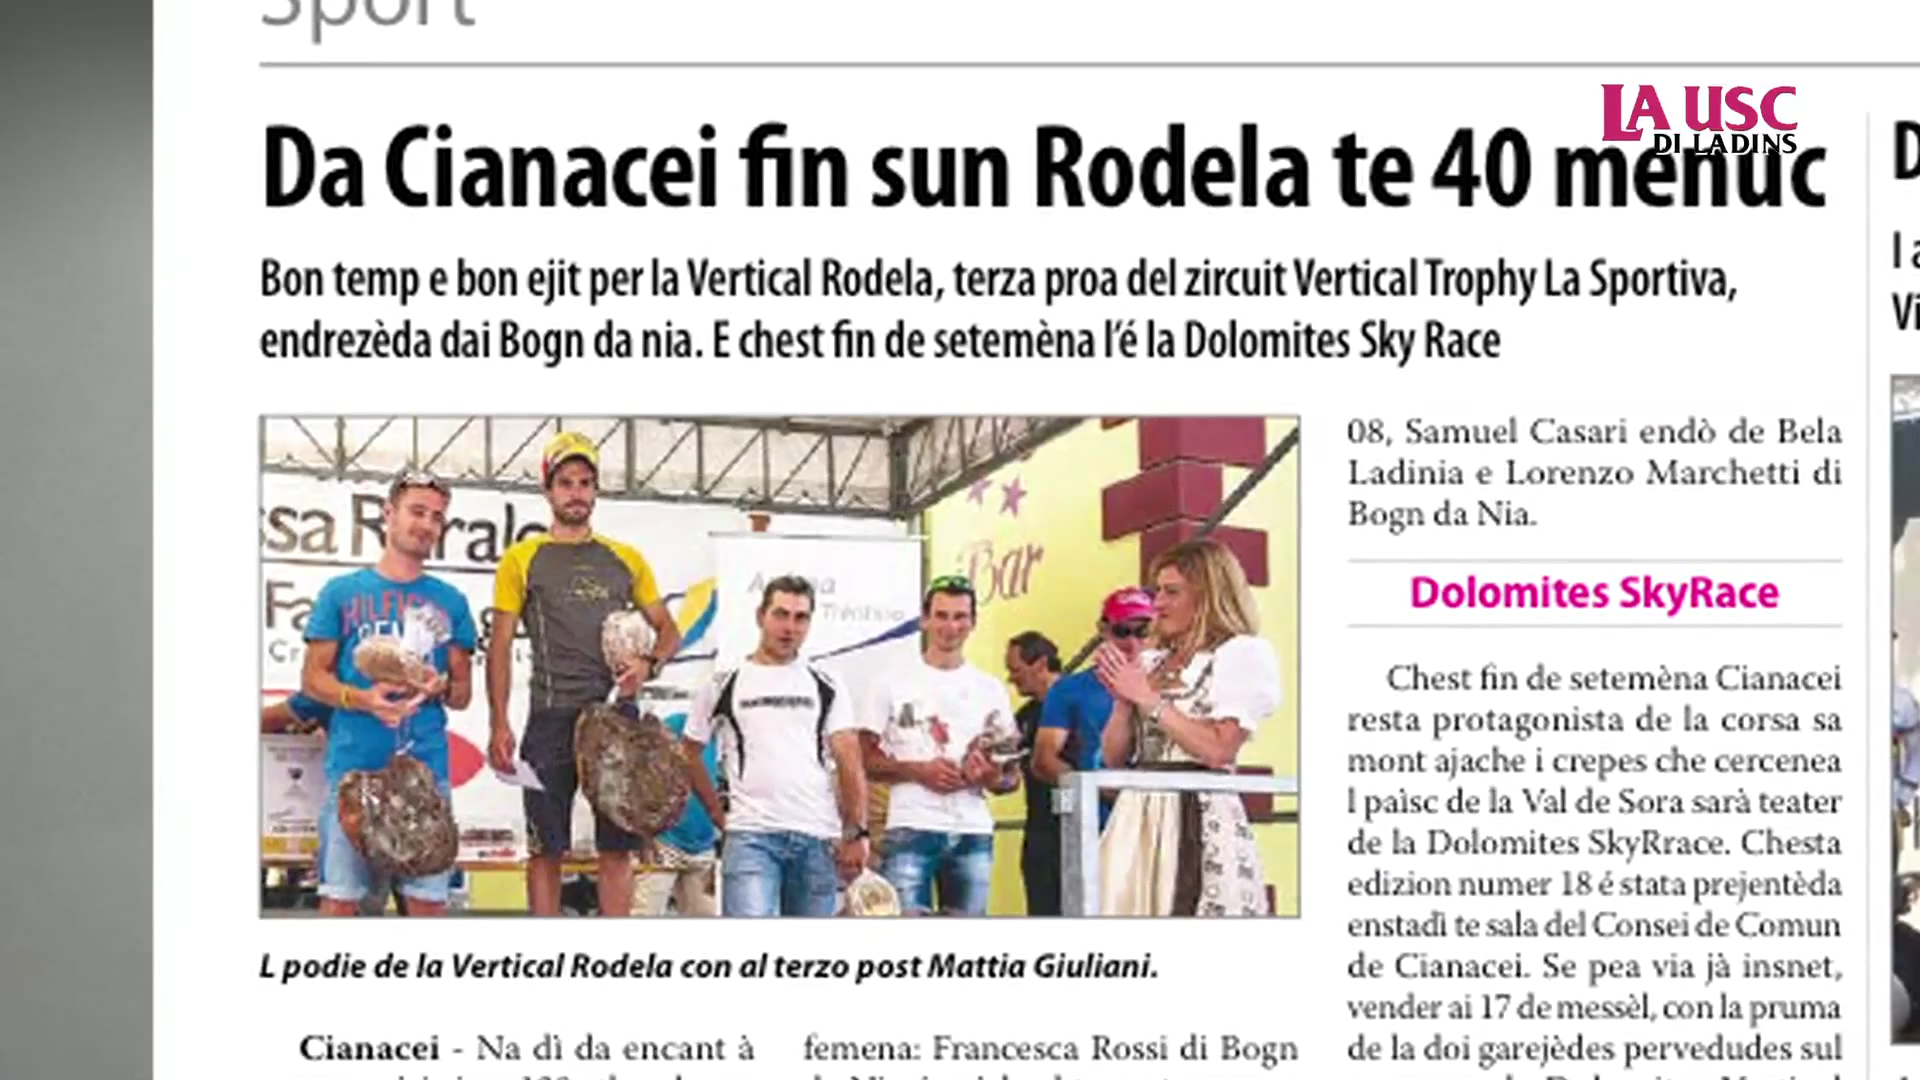 Sport
LA USC
DI LADINS
Da Cianacei fin sun Rodela te 40 menuc
Bon temp e bon ejit per la Vertical Rodela, terza proa del zircuit Vertical Trophy La Sportiva,
endrezèda dai Bogn da nia. E chest fin de setemèna l'é la Dolomites Sky Race
Bar
L podie de la Vertical Rodela con al terzo post Mattia Giuliani.
Cianacei - Na dì da encant à
femena: Francesca Rossi di Bogn
08, Samuel Casari endò de Bela
Ladinia e Lorenzo Marchetti di
Bogn da Nia.
Dolomites SkyRace
Chest fin de setemèna Cianacei
resta protagonista de la corsa sa
mont ajache i crepes che cercenea
l paìsc de la Val de Sora sarà teater
de la Dolomites SkyRrace. Chesta
edizion numer 18 é stata prejentèda
enstadì te sala del Consei de Comun
de Cianacei. Se pea via jà insnet,
vender ai 17 de messèl, con la pruma
de la doi garejèdes pervedudes sul